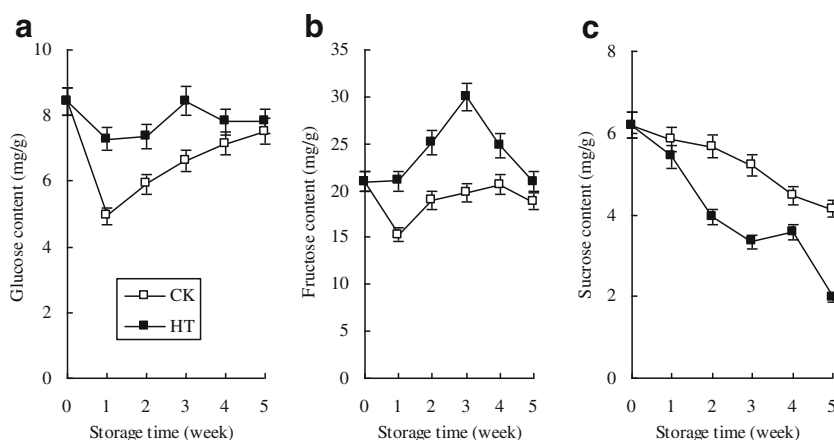 a
b
c
10
8
6
4
2
0
Glucose content (mg/g)
CK
HT
0 1 2 3 4 5
Storage time (week)
35
30
25
20
15
10
5
0
Fructose content (mg/g)
0 1 2 3 4 5
Storage time (week)
8
6
4
2
0
Sucrose content (mg/g)
0 1 2 3 4 5
Storage time (week)